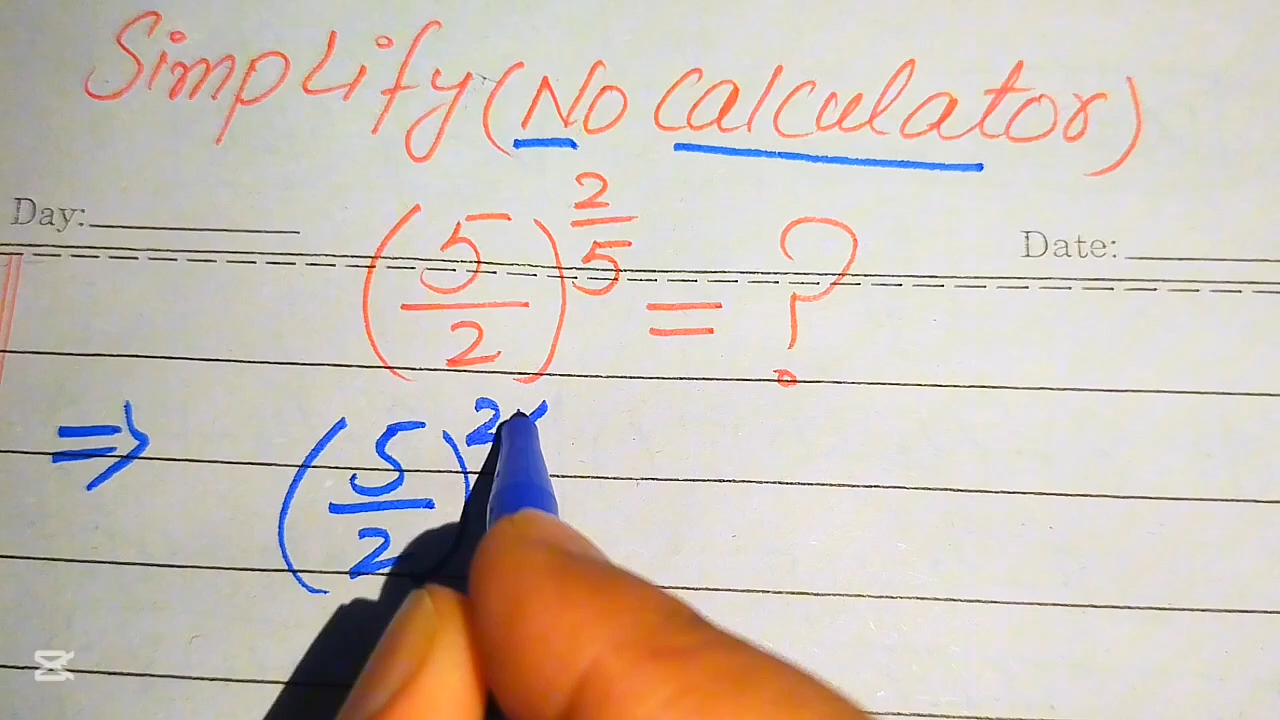 Simplify (No calculator)
Day:
Date:
(5/2)^(2/5) = ?
⇒ (5/2)^2×